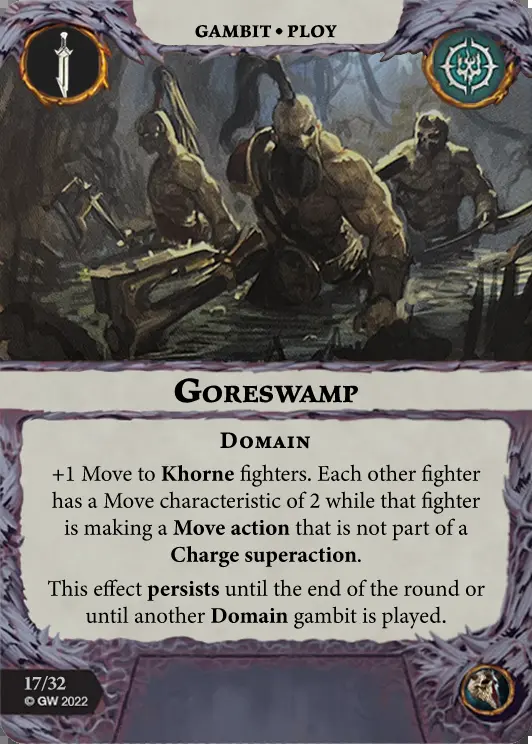 GAMBIT • PLOY
GORESWAMP
DOMAIN
+1 Move to Khorne fighters. Each other fighter
has a Move characteristic of 2 while that fighter
is making a Move action that is not part of a
Charge superaction.
This effect persists until the end of the round or
until another Domain gambit is played.
17/32
© GW 2022